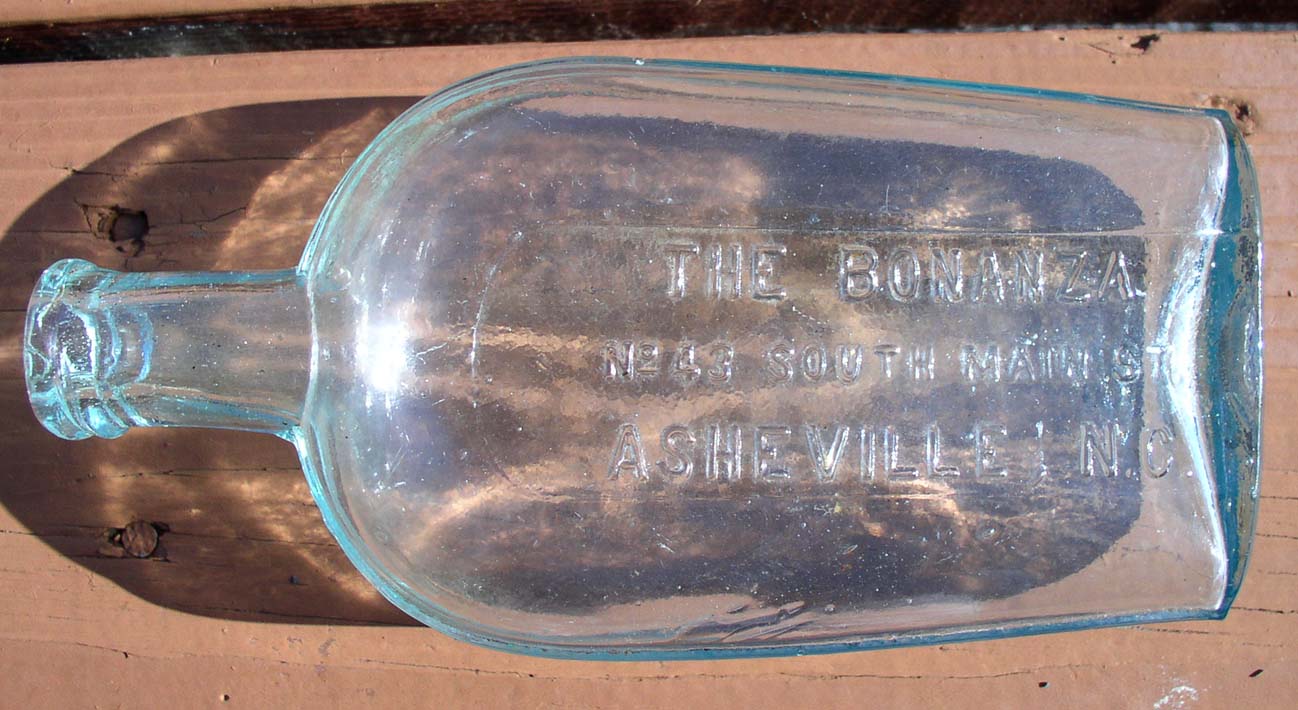 THE BONANZA
Nº 43 SOUTH MAIN ST
ASHEVILLE, N.C.